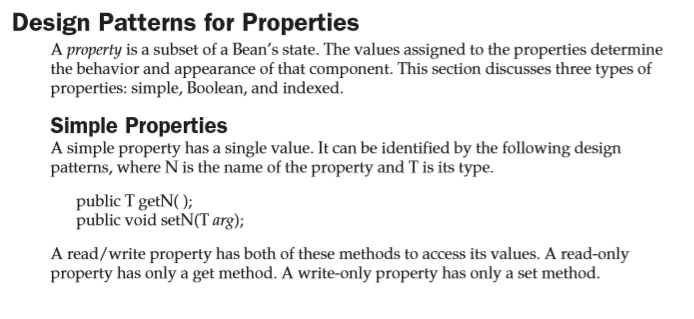 Design Patterns for Properties
A property is a subset of a Bean's state. The values assigned to the properties determine
the behavior and appearance of that component. This section discusses three types of
properties: simple, Boolean, and indexed.
Simple Properties
A simple property has a single value. It can be identified by the following design
patterns, where N is the name of the property and T is its type.
public T getN( );
public void setN(T arg);
A read/write property has both of these methods to access its values. A read-only
property has only a get method. A write-only property has only a set method.